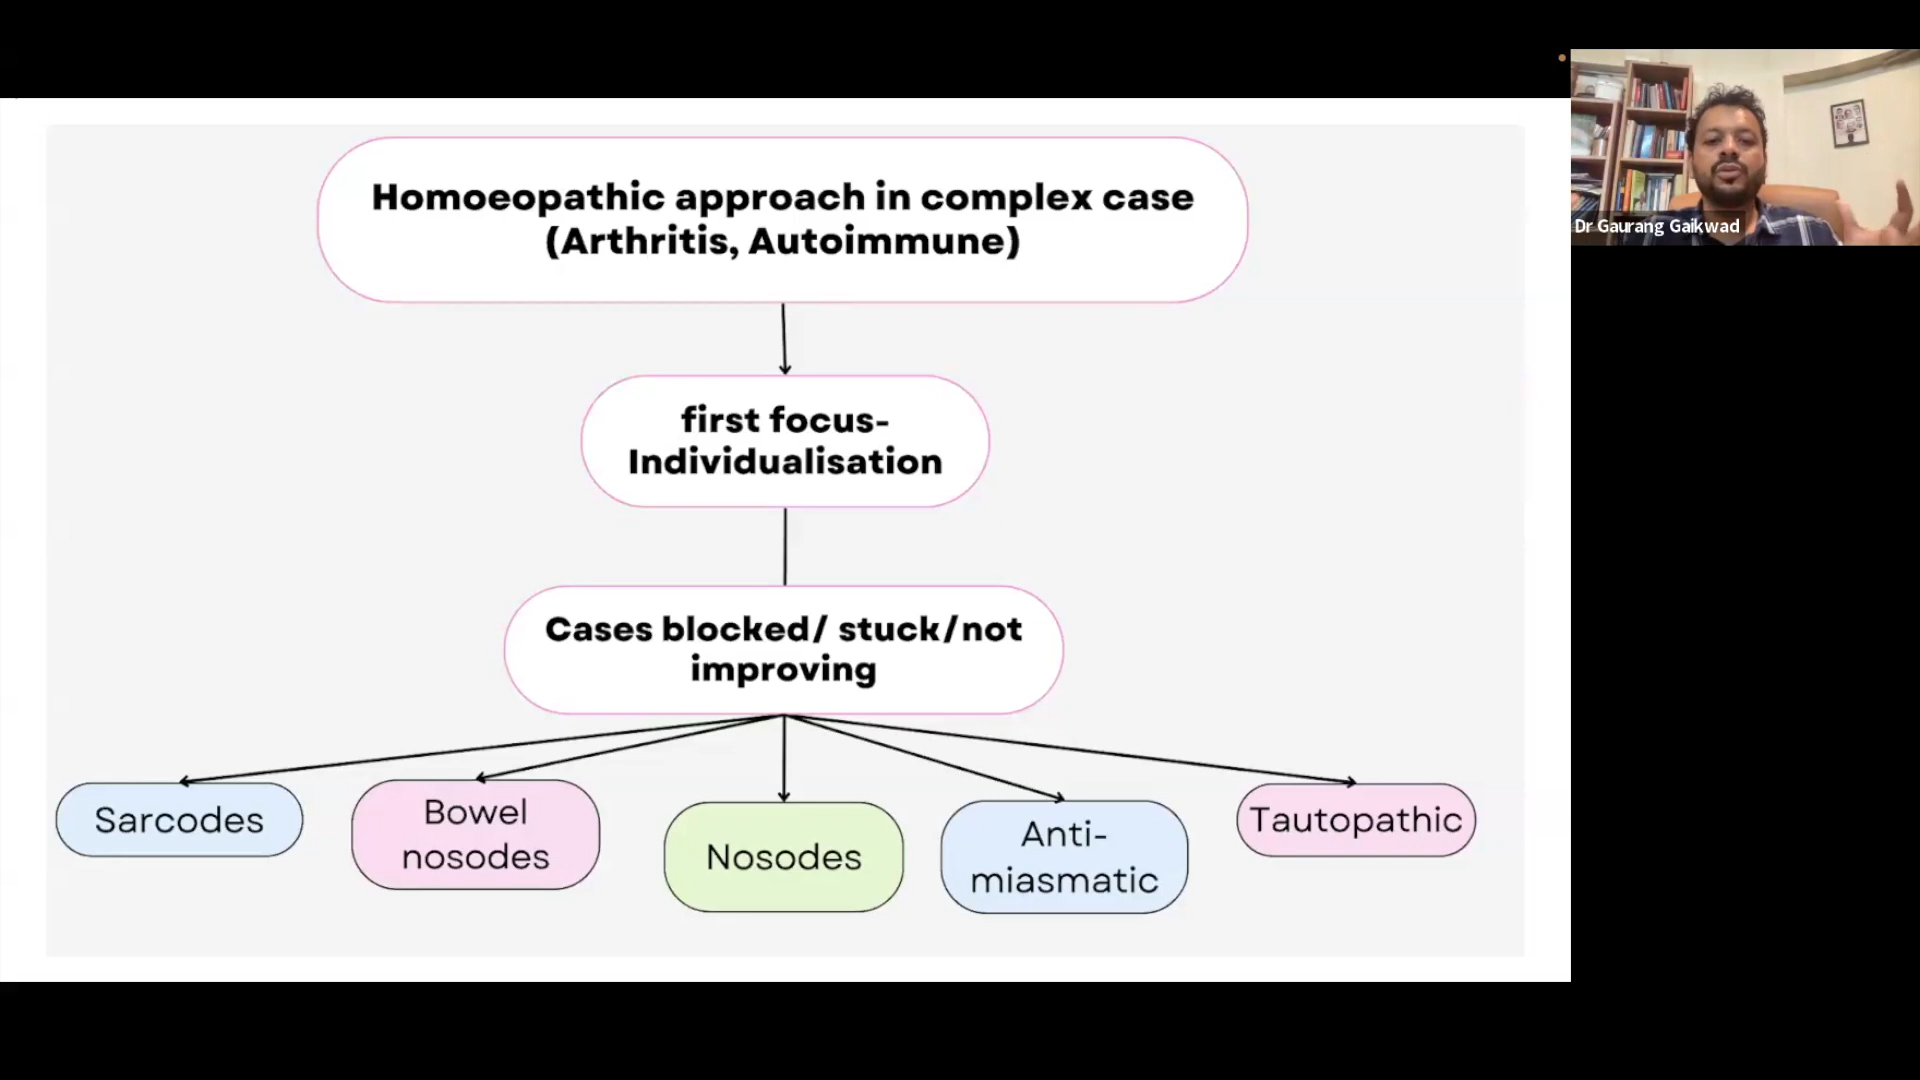 Homoeopathic approach in complex case
(Arthritis, Autoimmune)
first focus-
Individualisation
Cases blocked/ stuck/not
improving
Sarcodes
Bowel
nosodes
Nosodes
Anti-
miasmatic
Tautopathic
Dr Gaurang Gaikwad